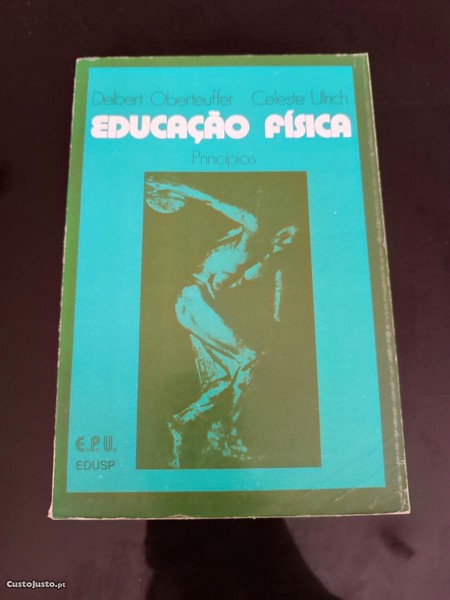 Delbert Oberteuffer Celeste Ulrich
EDUCAÇÃO FÍSICA
Princípios
E.P.U.
EDUSP
CustoJusto.pt